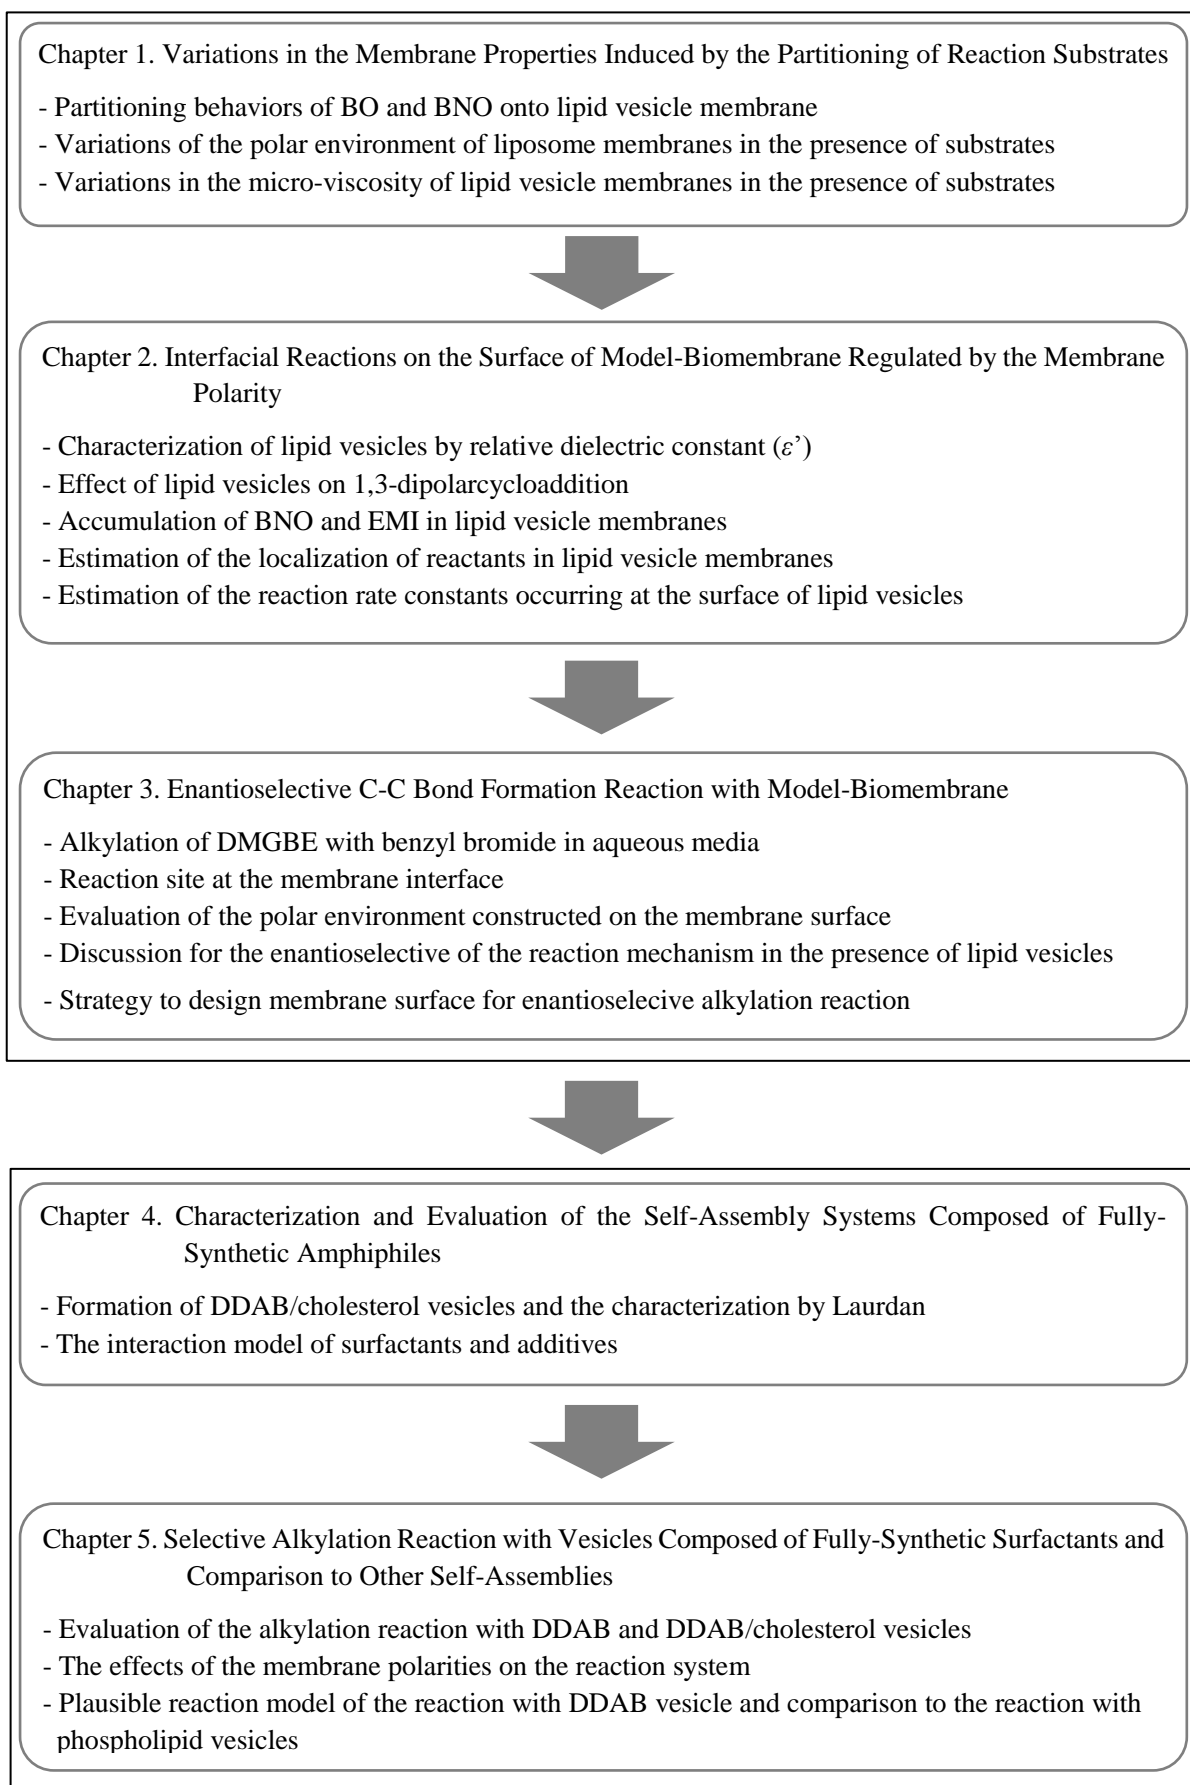 Chapter 1. Variations in the Membrane Properties Induced by the Partitioning of Reaction Substrates
- Partitioning behaviors of BO and BNO onto lipid vesicle membrane
- Variations of the polar environment of liposome membranes in the presence of substrates
- Variations in the micro-viscosity of lipid vesicle membranes in the presence of substrates
Chapter 2. Interfacial Reactions on the Surface of Model-Biomembrane Regulated by the Membrane
Polarity
- Characterization of lipid vesicles by relative dielectric constant (ε’)
- Effect of lipid vesicles on 1,3-dipolarcycloaddition
- Accumulation of BNO and EMI in lipid vesicle membranes
- Estimation of the localization of reactants in lipid vesicle membranes
- Estimation of the reaction rate constants occurring at the surface of lipid vesicles
Chapter 3. Enantioselective C-C Bond Formation Reaction with Model-Biomembrane
- Alkylation of DMGBE with benzyl bromide in aqueous media
- Reaction site at the membrane interface
- Evaluation of the polar environment constructed on the membrane surface
- Discussion for the enantioselective of the reaction mechanism in the presence of lipid vesicles
- Strategy to design membrane surface for enantioselecive alkylation reaction
Chapter 4. Characterization and Evaluation of the Self-Assembly Systems Composed of Fully-
Synthetic Amphiphiles
- Formation of DDAB/cholesterol vesicles and the characterization by Laurdan
- The interaction model of surfactants and additives
Chapter 5. Selective Alkylation Reaction with Vesicles Composed of Fully-Synthetic Surfactants and
Comparison to Other Self-Assemblies
- Evaluation of the alkylation reaction with DDAB and DDAB/cholesterol vesicles
- The effects of the membrane polarities on the reaction system
- Plausible reaction model of the reaction with DDAB vesicle and comparison to the reaction with
phospholipid vesicles